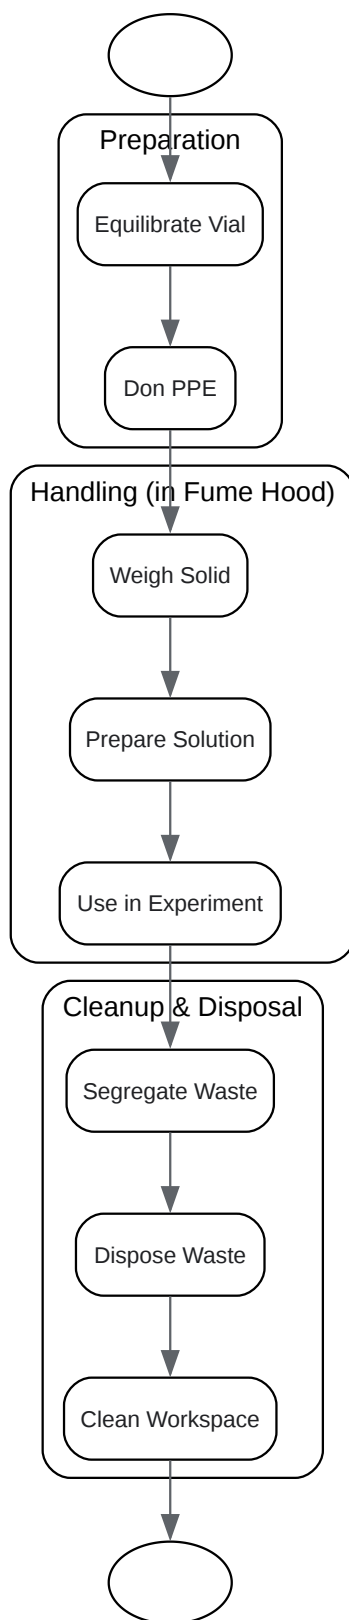 Preparation
Equilibrate Vial
Don PPE
Handling (in Fume Hood)
Weigh Solid
Prepare Solution
Use in Experiment
Cleanup & Disposal
Segregate Waste
Dispose Waste
Clean Workspace